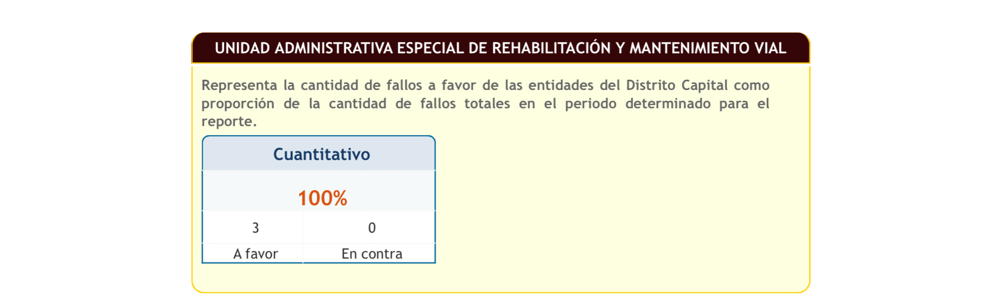 UNIDAD ADMINISTRATIVA ESPECIAL DE REHABILITACIÓN Y MANTENIMIENTO VIAL
Representa la cantidad de fallos a favor de las entidades del Distrito Capital como
proporción de la cantidad de fallos totales en el periodo determinado para el
reporte.
Cuantitativo
100%
3 0
A favor En contra